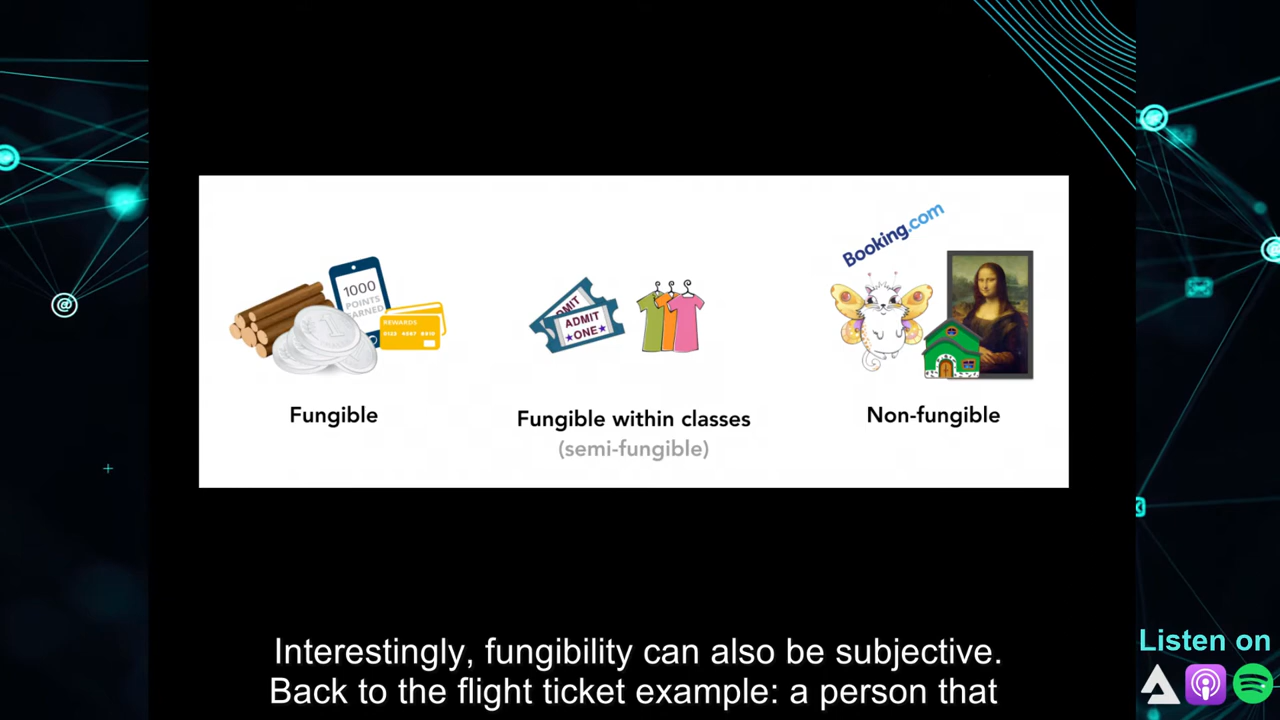 Booking.com
1000
POINTS
EARNED
REWARDS
ADMIT
ADMIT
ONE
Fungible
Fungible within classes
(semi-fungible)
Non-fungible
Interestingly, fungibility can also be subjective.
Back to the flight ticket example: a person that
Listen on